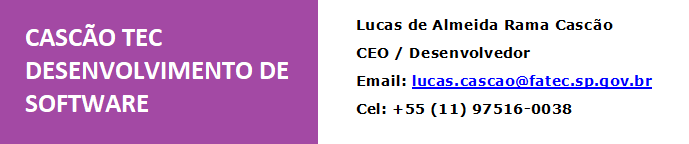 CASCÃO TEC
DESENVOLVIMENTO DE
SOFTWARE
Lucas de Almeida Rama Cascão
CEO / Desenvolvedor
Email: lucas.cascao@fatec.sp.gov.br
Cel: +55 (11) 97516-0038